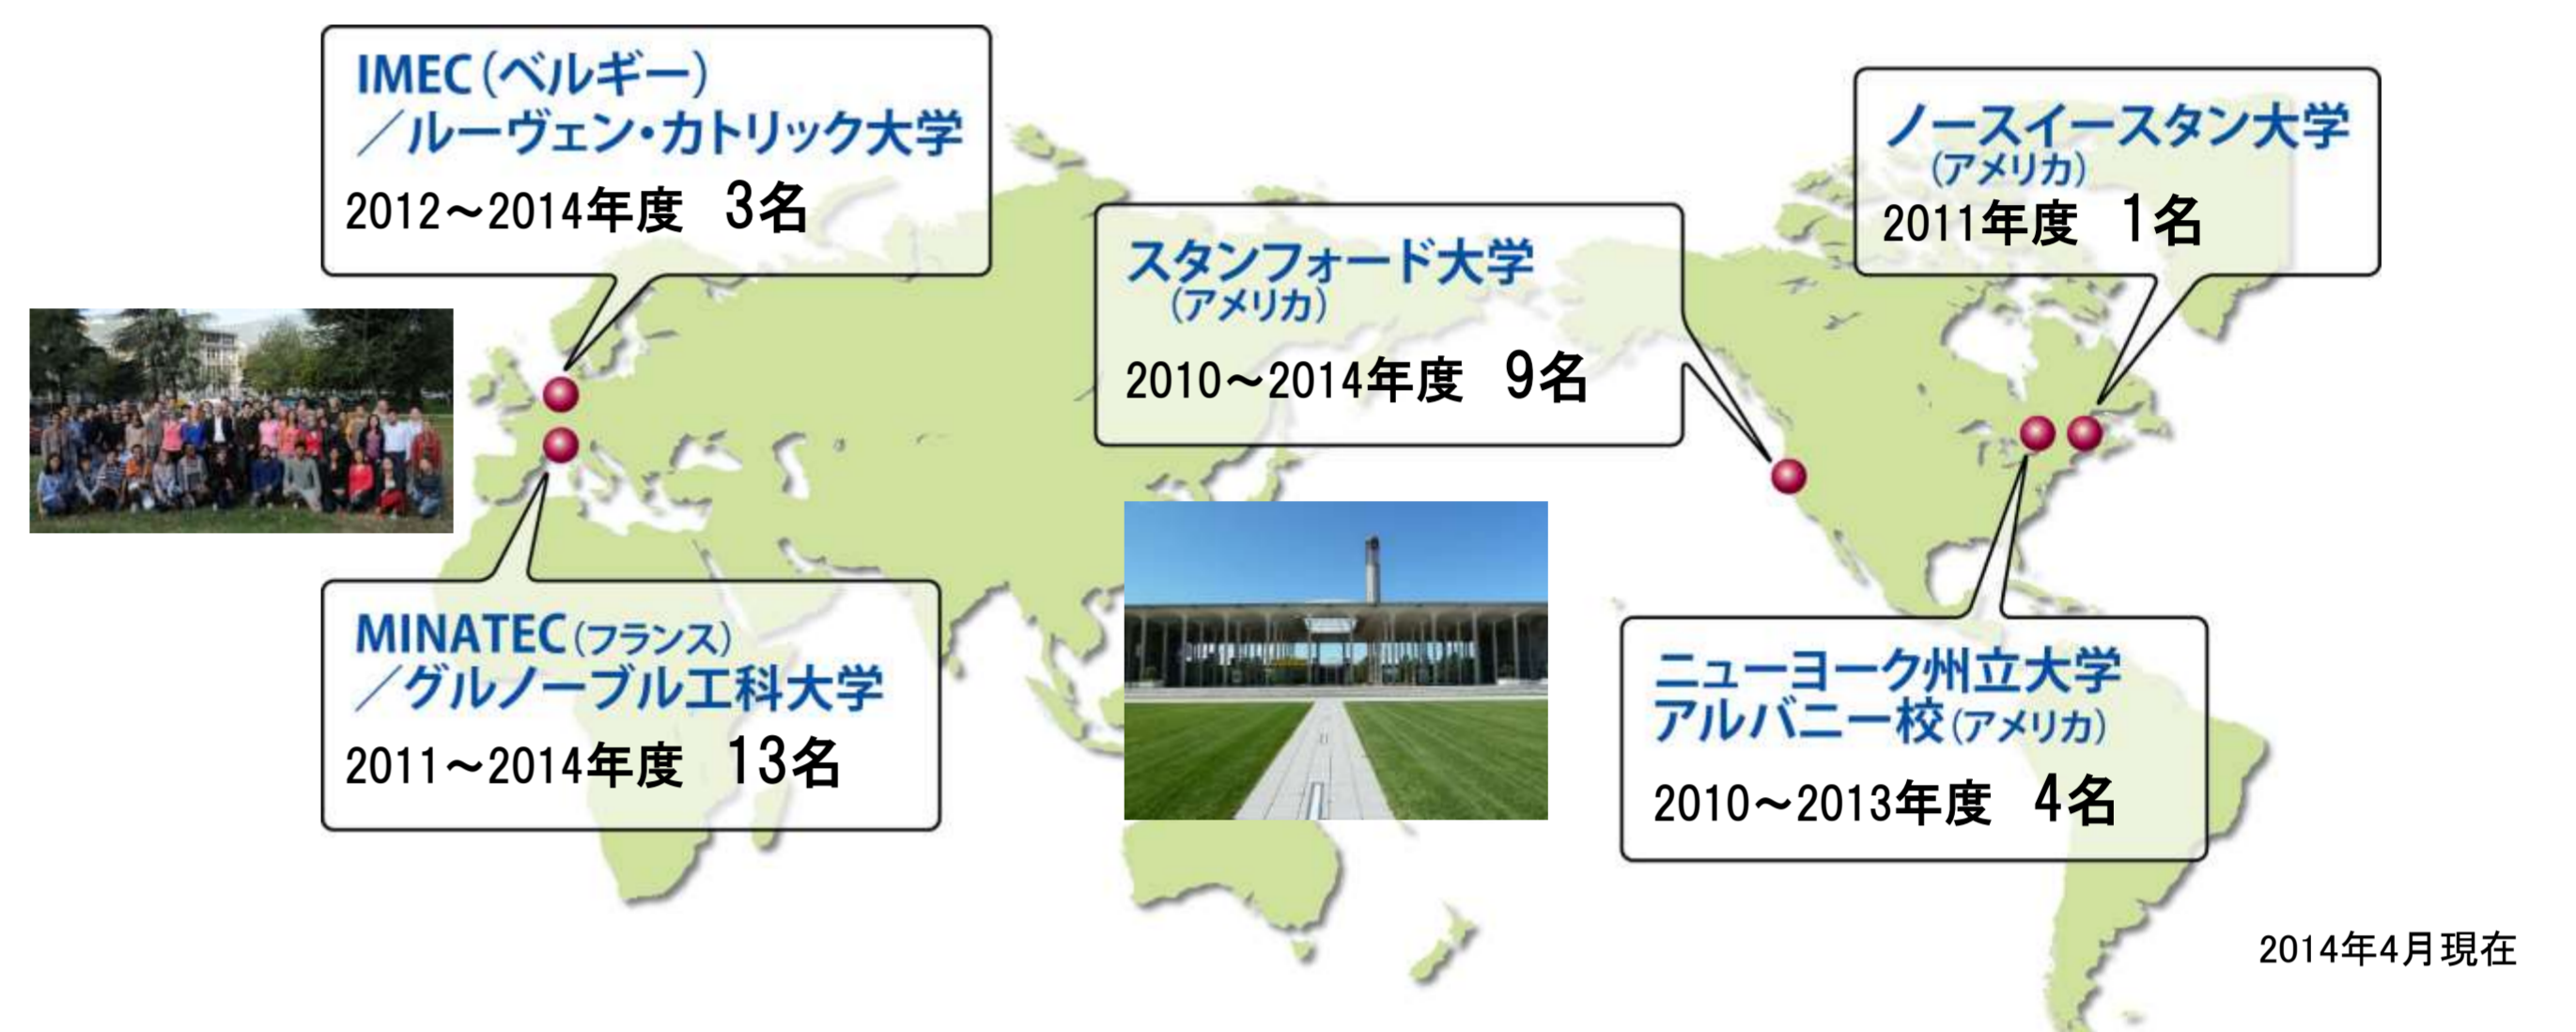 IMEC（ベルギー）
／ルーヴェン・カトリック大学
2012～2014年度　3名
ノースイースタン大学
（アメリカ）
2011年度　1名
スタンフォード大学
（アメリカ）
2010～2014年度　9名
MINATEC（フランス）
／グルノーブル工科大学
2011～2014年度　13名
ニューヨーク州立大学
アルバニー校（アメリカ）
2010～2013年度　4名
2014年4月現在